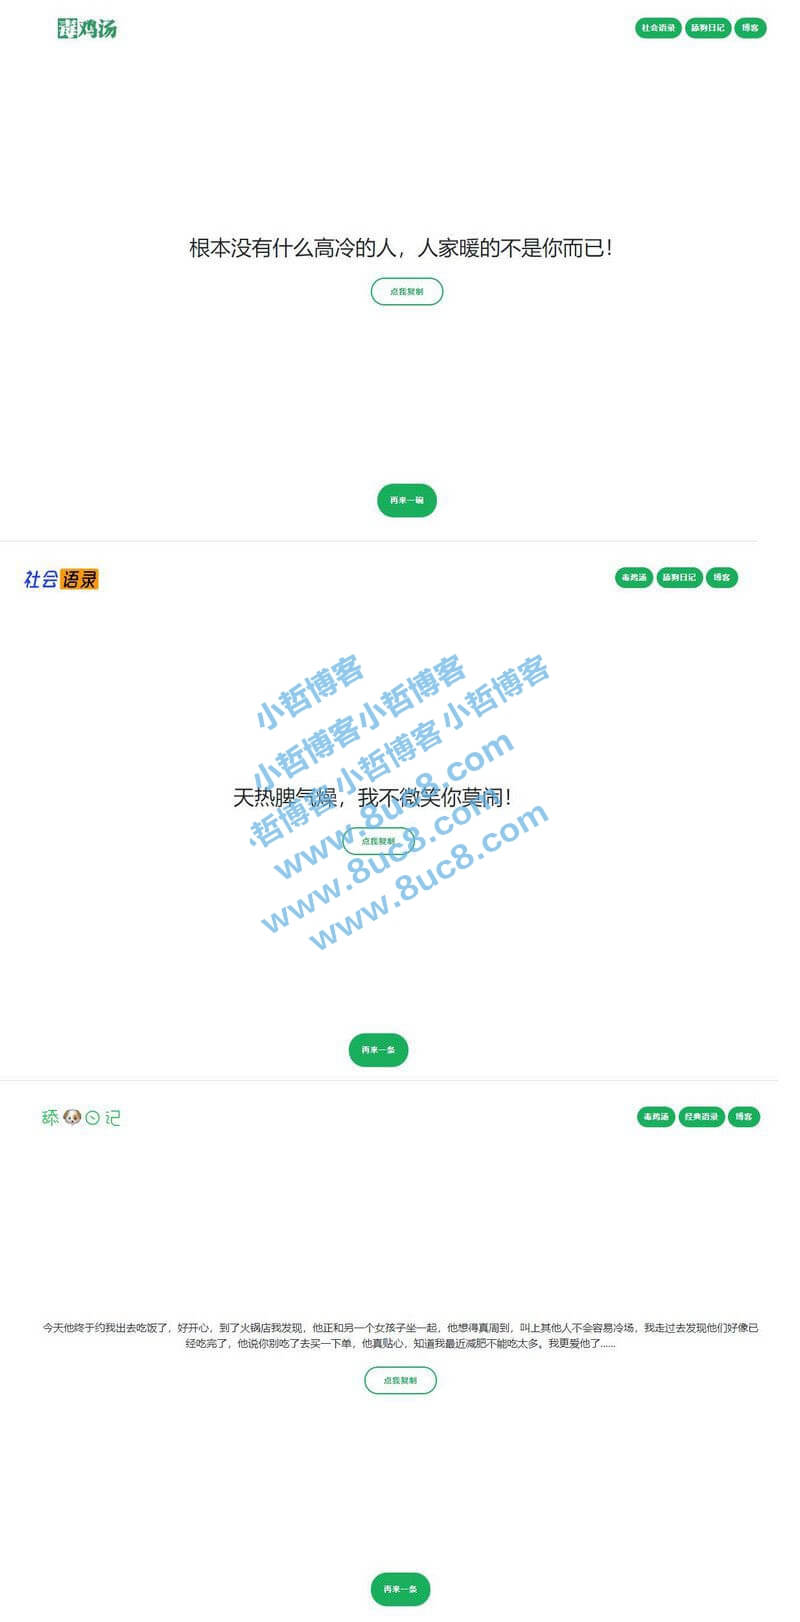 毒鸡汤
社会语录 舔狗日记 博客
根本没有什么高冷的人，人家暖的不是你而已！
点我复制
再来一碗
社会语录
毒鸡汤 舔狗日记 博客
小哲博客
小哲博客小哲博客
哲博客小哲博客小哲博客
天热脾气燥，我不微笑你莫闹！
点我复制
www.8uc8.com
www.8uc8.com
www.8uc8.com
再来一条
舔日记
毒鸡汤 经典语录 博客
今天他终于约我出去吃饭了，好开心，到了火锅店我发现，他正和另一个女孩子坐一起，他想得真周到，叫上其他人不会容易冷场，我走过去发现他们好像已
经吃完了，他说你别吃了去买一下单，他真贴心，知道我最近减肥不能吃太多。我更爱他了......
点我复制
再来一条